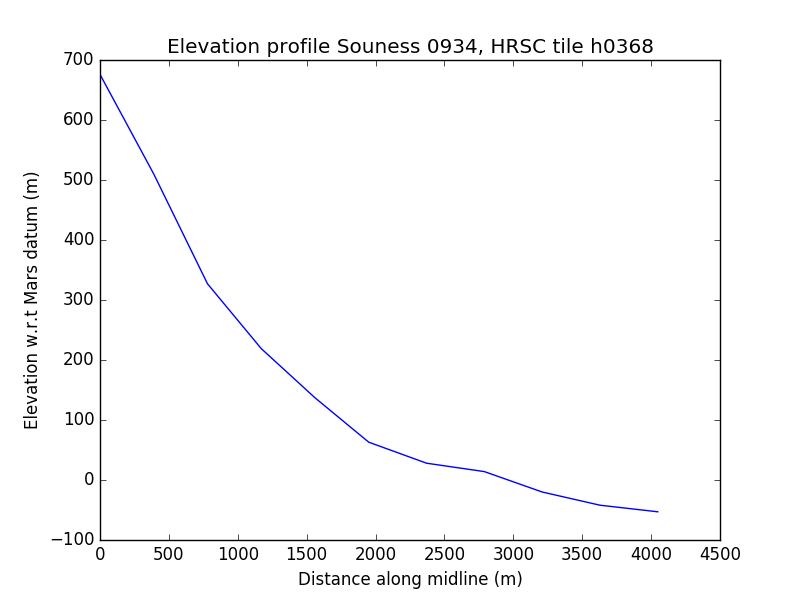 Elevation profile Souness 0934, HRSC tile h0368
700
600
500
400
300
200
100
0
−100
Elevation w.r.t Mars datum (m)
0 500 1000 1500 2000 2500 3000 3500 4000 4500
Distance along midline (m)